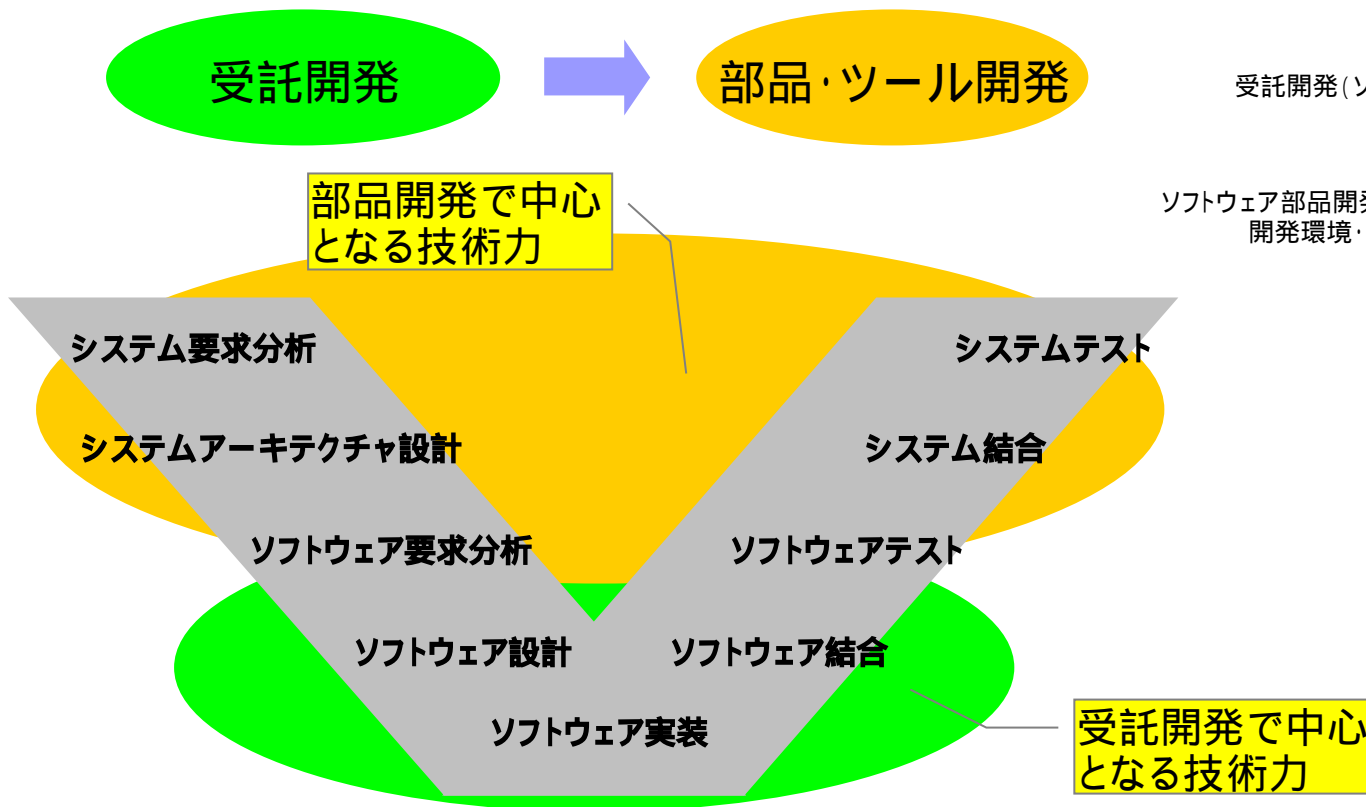 受託開発
部品・ツール開発
受託開発(ソ
部品開発で中心
となる技術力
ソフトウェア部品開発
開発環境・
システム要求分析
システムテスト
システムアーキテクチャ設計
システム結合
ソフトウェア要求分析
ソフトウェアテスト
ソフトウェア設計
ソフトウェア結合
ソフトウェア実装
受託開発で中心
となる技術力